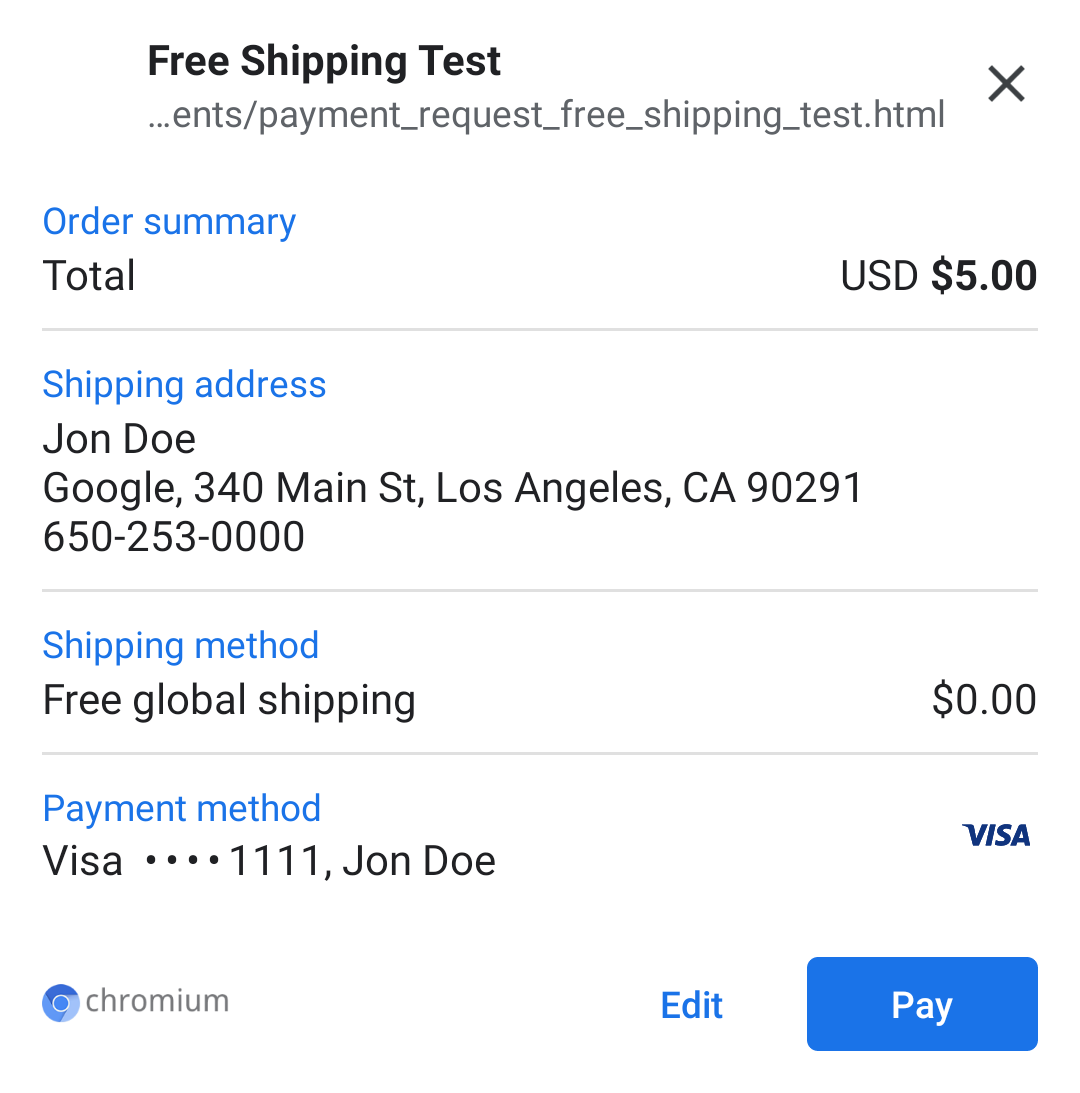 Free Shipping Test
...ents/payment_request_free_shipping_test.html
Order summary
Total USD $5.00
Shipping address
Jon Doe
Google, 340 Main St, Los Angeles, CA 90291
650-253-0000
Shipping method
Free global shipping $0.00
Payment method
VISA
Visa ････1111, Jon Doe
chromium Edit Pay